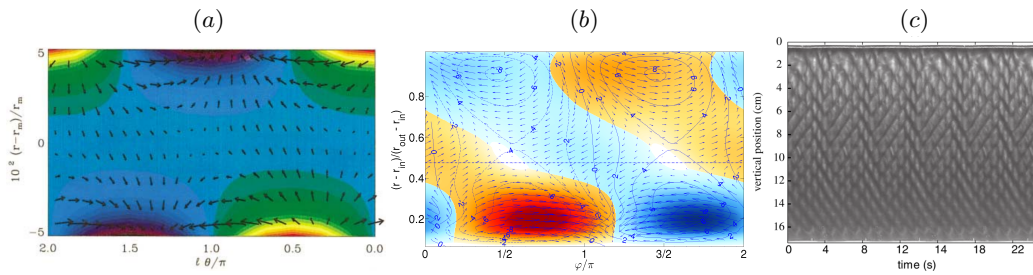 (a)
(b)
(c)
10 ² (r−r_m)/r_m
5
0
−5
2.0 1.5 1.0 0.5 0.0
ℓ θ/π
(r - r_in)/(r_out - r_in)
1
0.8
0.6
0.4
0.2
0 1/2 1 3/2 2
φ/π
vertical position (cm)
0
2
4
6
8
10
12
14
16
0 4 8 12 14 18 22
time (s)